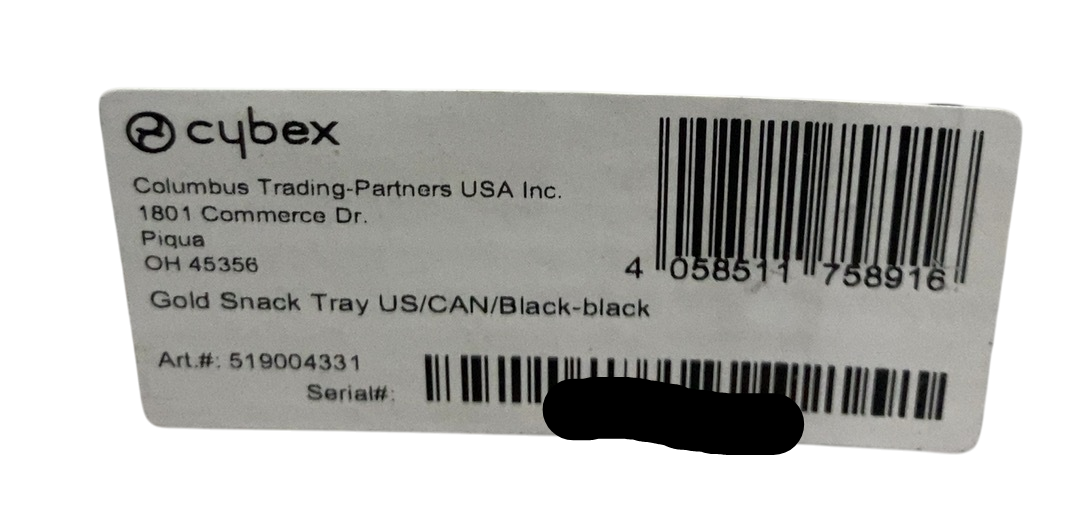 cybex
Columbus Trading-Partners USA Inc.
1801 Commerce Dr.
Piqua
OH 45356
4 058511 758916
Gold Snack Tray US/CAN/Black-black
Art.#: 519004331
Serial#: